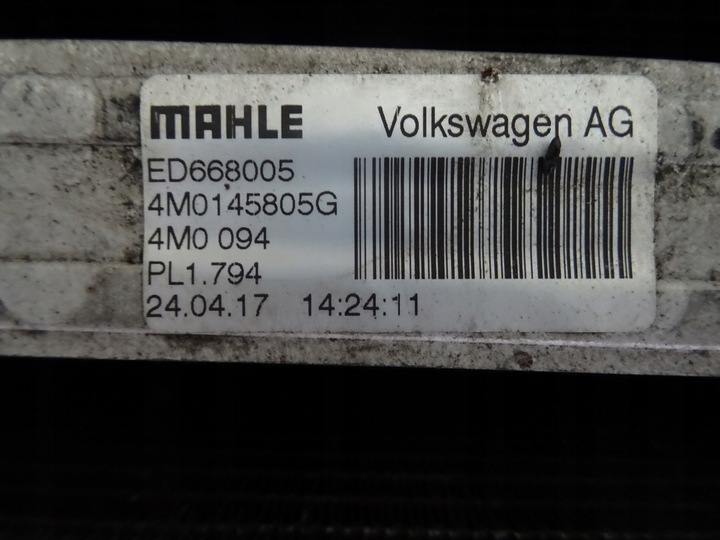 MAHLE Volkswagen AG
ED668005
4M0145805G
4M0 094
PL1.794
24.04.17 14:24:11